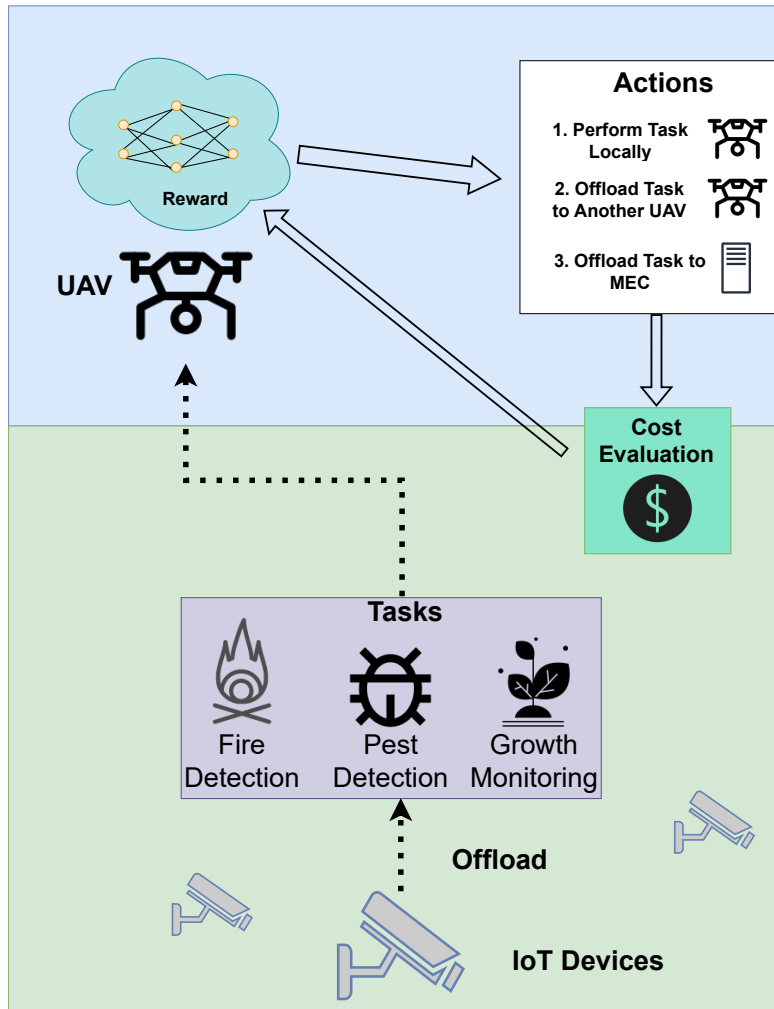 Reward
UAV
Actions
1. Perform Task
Locally
2. Offload Task
to Another UAV
3. Offload Task to
MEC
Cost
Evaluation
$
Tasks
Fire
Detection
Pest
Detection
Growth
Monitoring
Offload
IoT Devices